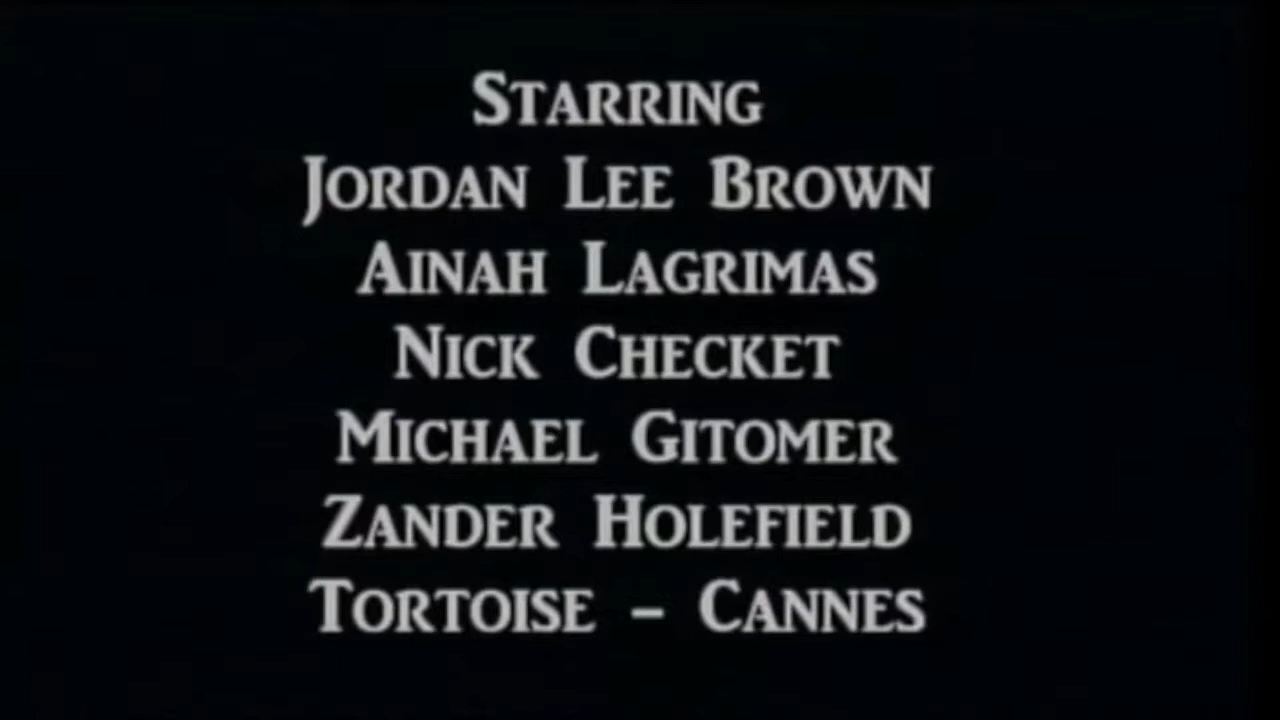 Starring
Jordan Lee Brown
Ainah Lagrimas
Nick Checket
Michael Gitomer
Zander Holefield
Tortoise – Cannes